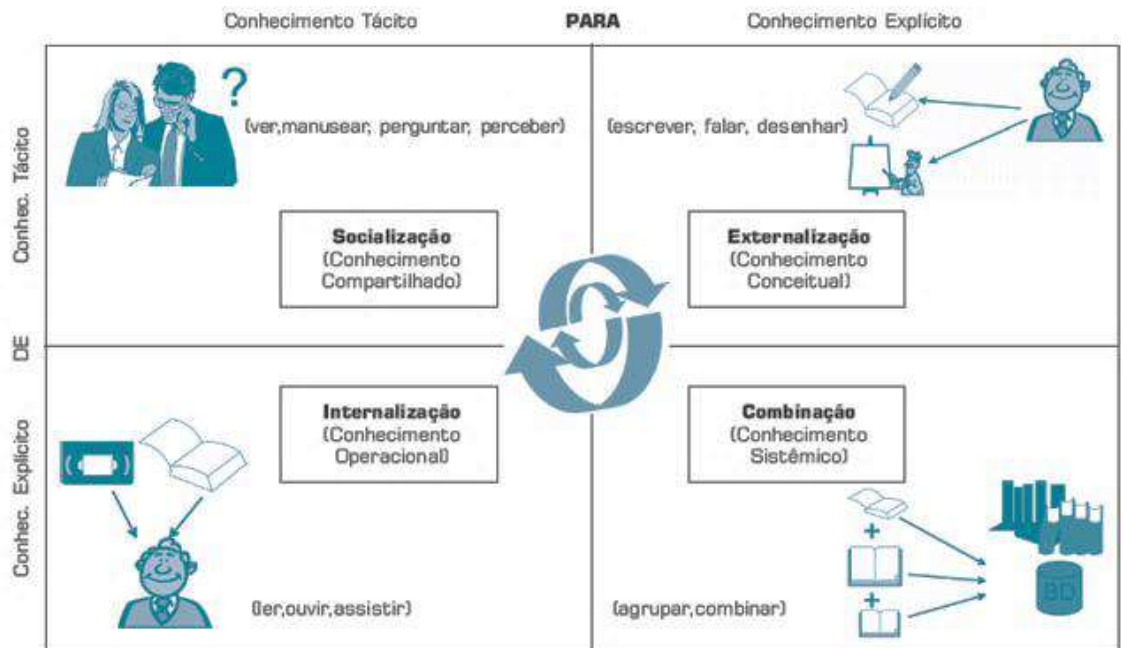 Conhecimento Tácito PARA Conhecimento Explícito
Conhec. Tácito
?
(ver,manusear, perguntar, perceber)
(escrever, falar, desenhar)
Socialização
(Conhecimento
Compartilhado)
Externalização
(Conhecimento
Conceitual)
DE
Conhec. Explícito
Internalização
(Conhecimento
Operacional)
Combinação
(Conhecimento
Sistêmico)
+
+
BD
(ler,ouvir,assistir)
(agrupar,combinar)